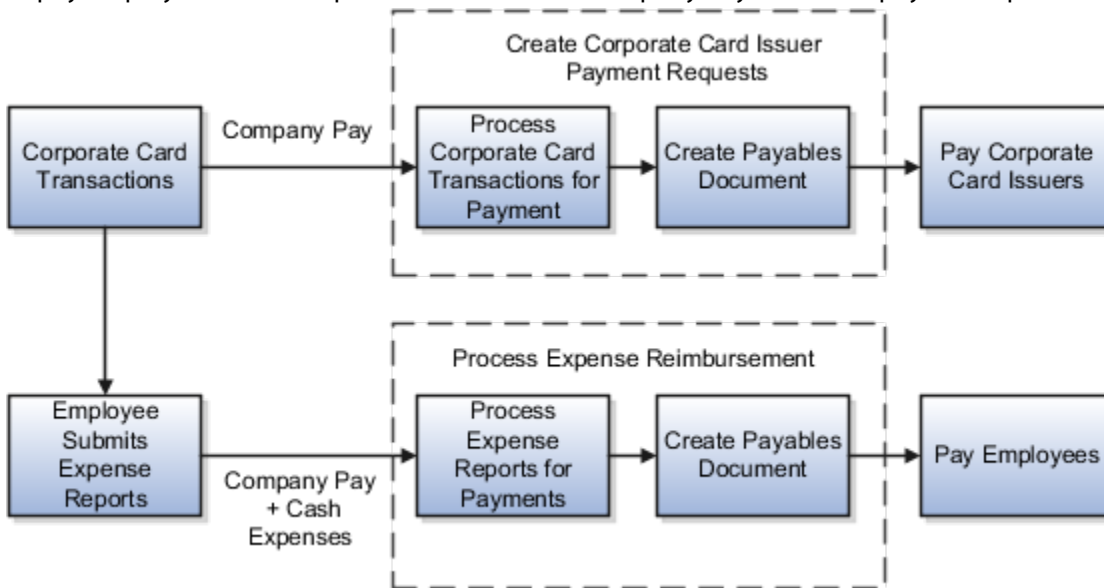 Create Corporate Card Issuer
Payment Requests
Corporate Card
Transactions
Company Pay
Process
Corporate Card
Transactions for
Payment
Create Payables
Document
Pay Corporate
Card Issuers
Process Expense Reimbursement
Employee
Submits
Expense
Reports
Company Pay
+ Cash
Expenses
Process
Expense
Reports for
Payments
Create Payables
Document
Pay Employees